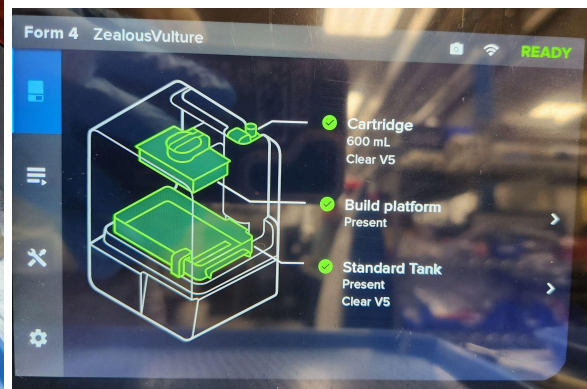 Form 4 ZealousVulture
READY
Cartridge
600 mL
Clear V5
Build platform
Present
Standard Tank
Present
Clear V5